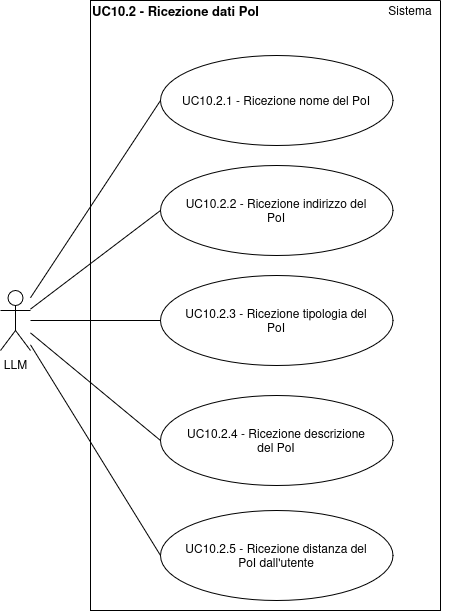 UC10.2 - Ricezione dati PoI
Sistema
UC10.2.1 - Ricezione nome del PoI
UC10.2.2 - Ricezione indirizzo del
PoI
UC10.2.3 - Ricezione tipologia del
PoI
LLM
UC10.2.4 - Ricezione descrizione
del PoI
UC10.2.5 - Ricezione distanza del
PoI dall'utente